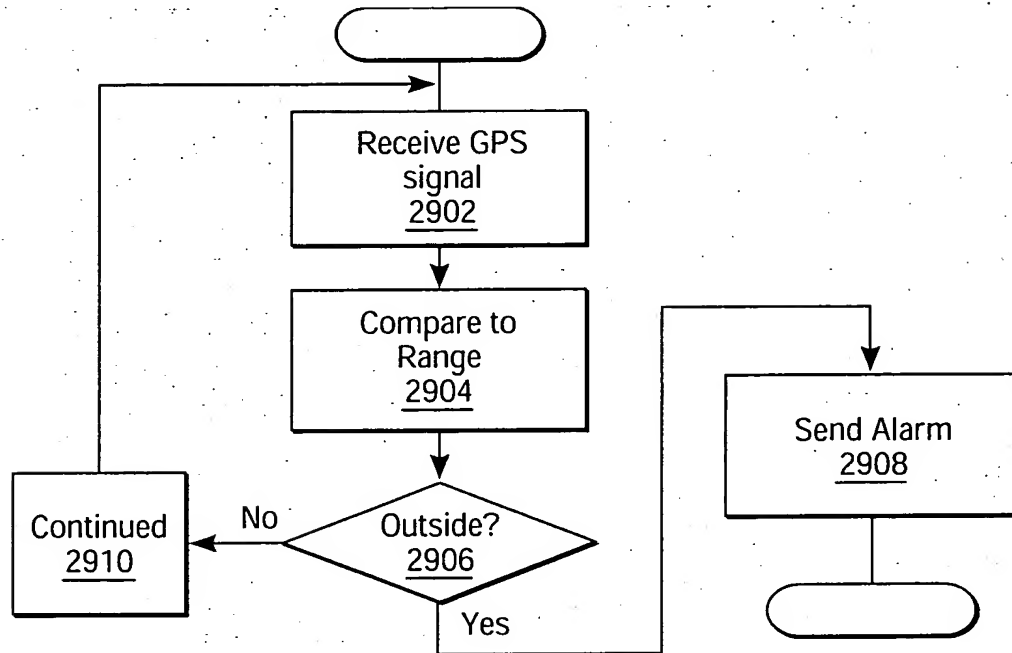 Receive GPS
signal
2902
Compare to
Range
2904
Outside?
2906
No
Continued
2910
Yes
Send Alarm
2908